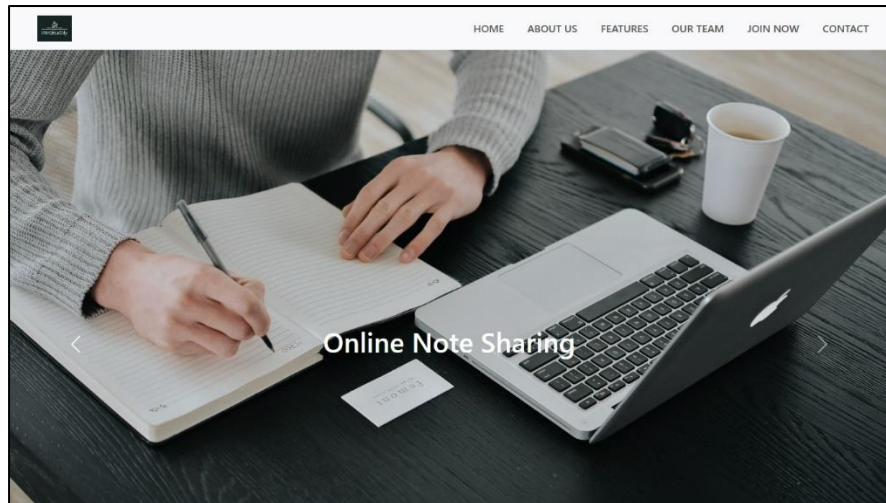 HOME ABOUT US FEATURES OUR TEAM JOIN NOW CONTACT
Online Note Sharing